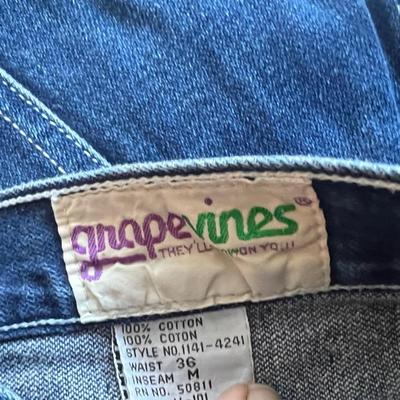 grapevines
THEY'LL GROW ON YOU
100% COTTON
100% COTON
STYLE NO. 1141-4241
WAIST 36
INSEAM M
RN NO. 50811